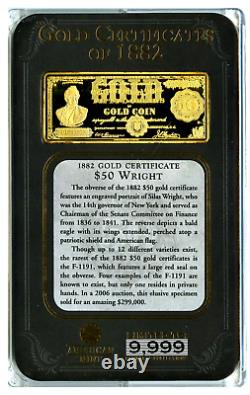 GOLD CERTIFICATES
OF 1882
GOLD
GOLD COIN
1882 GOLD CERTIFICATE
$50 WRIGHT
The obverse of the 1882 $50 gold certificate
features an engraved portrait of Silas Wright, who
was the 14th governor of New York and served as
Chairman of the Senate Committee on Finance
from 1836 to 1841. The reverse depicts a bald
eagle with its wings extended, perched atop a
patriotic shield and American flag.
Though up to 12 different varieties exist,
the rarest of the 1882 $50 gold certificates is
the F-1191, which features a large red seal on the
obverse. Four examples of the F-1191 are
known to exist, but only one resides in private
hands. In a 2006 auction, this elusive specimen
sold for an amazing $299,000.
AMERICAN
MINT
LIMITED TO
9,999